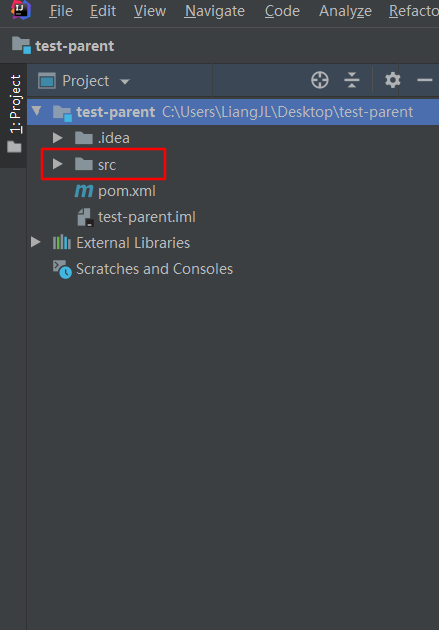 IJ File Edit View Navigate Code Analyze Refacto
test-parent
1: Project
Project
test-parent C:\Users\LiangJL\Desktop\test-parent
.idea
src
m pom.xml
test-parent.iml
External Libraries
Scratches and Consoles